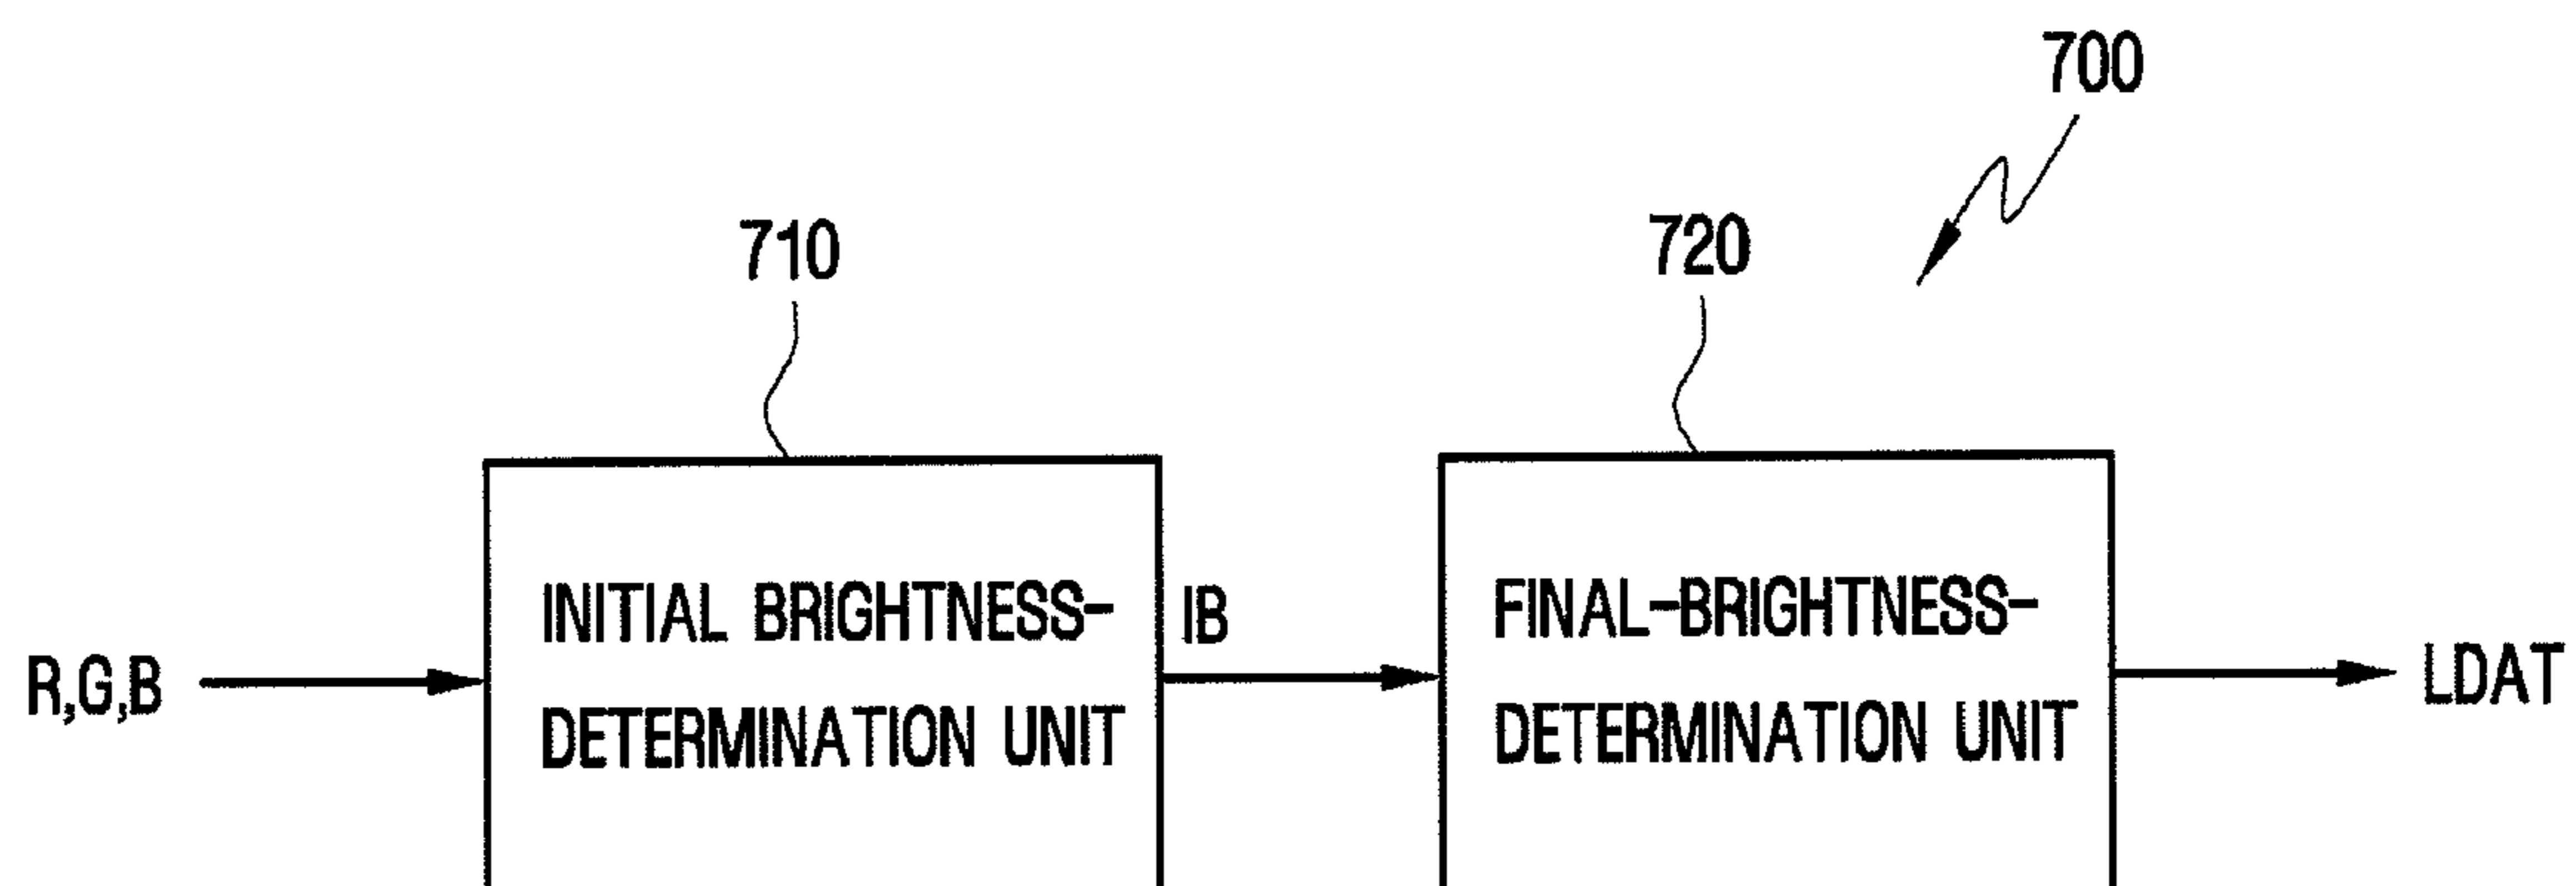 700
710
720
INITIAL BRIGHTNESS-
DETERMINATION UNIT
IB
FINAL-BRIGHTNESS-
DETERMINATION UNIT
R,G,B
LDAT